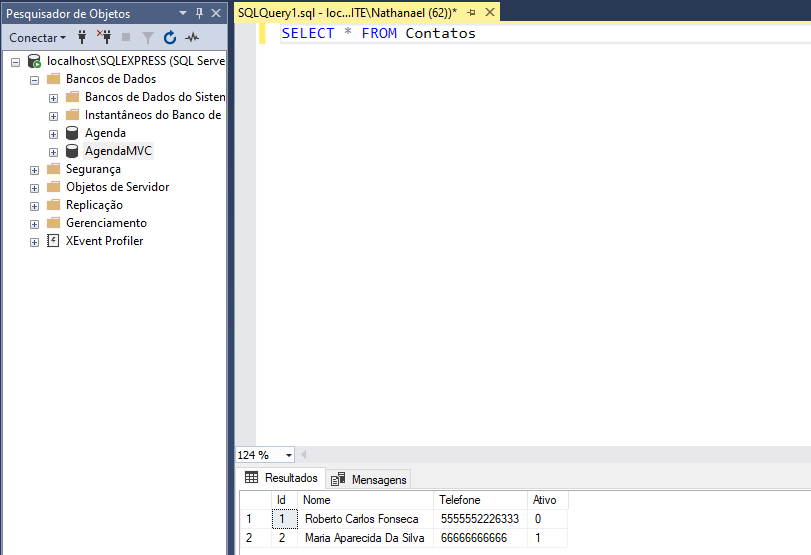 Pesquisador de Objetos
Conectar
localhost\SQLEXPRESS (SQL Serve
Bancos de Dados
Bancos de Dados do Sisten
Instantâneos do Banco de
Agenda
AgendaMVC
Segurança
Objetos de Servidor
Replicação
Gerenciamento
XEvent Profiler
SQLQuery1.sql - loc...ITE\Nathanael (62))*
SELECT * FROM Contatos
124 %
Resultados Mensagens
Id Nome Telefone Ativo
1 1 Roberto Carlos Fonseca 5555552226333 0
2 2 Maria Aparecida Da Silva 66666666666 1